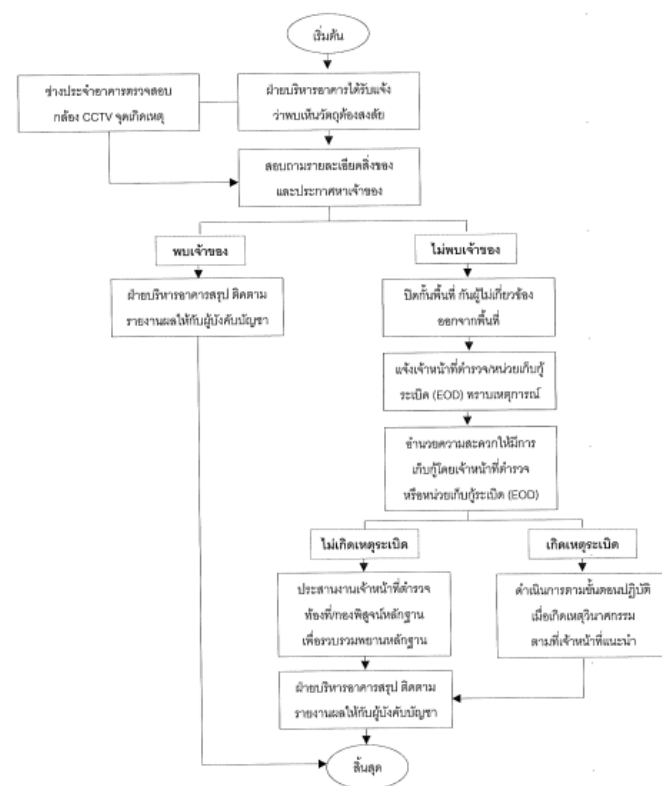 เริ่มต้น
ช่างประจำอาคารตรวจสอบ
กล้อง CCTV จุดเกิดเหตุ
ฝ่ายบริหารอาคารได้รับแจ้ง
ว่าพบเห็นวัตถุต้องสงสัย
สอบถามรายละเอียดสิ่งของ
และประกาศหาเจ้าของ
พบเจ้าของ
ไม่พบเจ้าของ
ฝ่ายบริหารอาคารสรุป ติดตาม
รายงานผลให้กับผู้บังคับบัญชา
ปิดกั้นพื้นที่ กันผู้ไม่เกี่ยวข้อง
ออกจากพื้นที่
แจ้งเจ้าหน้าที่ตำรวจ/หน่วยเก็บกู้
ระเบิด (EOD) ทราบเหตุการณ์
อำนวยความสะดวกให้มีการ
เก็บกู้โดยเจ้าหน้าที่ตำรวจ
หรือหน่วยเก็บกู้ระเบิด (EOD)
ไม่เกิดเหตุระเบิด
เกิดเหตุระเบิด
ประสานงานเจ้าหน้าที่ตำรวจ
ท้องที่/กองพิสูจน์หลักฐาน
เพื่อรวบรวมพยานหลักฐาน
ดำเนินการตามขั้นตอนปฏิบัติ
เมื่อเกิดเหตุวินาศกรรม
ตามที่เจ้าหน้าที่แนะนำ
ฝ่ายบริหารอาคารสรุป ติดตาม
รายงานผลให้กับผู้บังคับบัญชา
สิ้นสุด